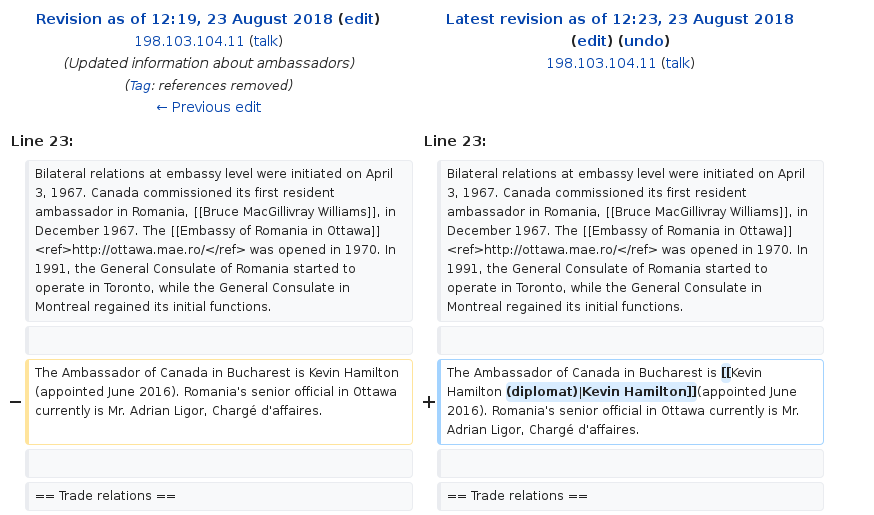 Revision as of 12:19, 23 August 2018 (edit)
198.103.104.11 (talk)
(Updated information about ambassadors)
(Tag: references removed)
← Previous edit
Latest revision as of 12:23, 23 August 2018
(edit) (undo)
198.103.104.11 (talk)
Line 23:
Line 23:
Bilateral relations at embassy level were initiated on April
3, 1967. Canada commissioned its first resident
ambassador in Romania, [[Bruce MacGillivray Williams]], in
December 1967. The [[Embassy of Romania in Ottawa]]
<ref>http://ottawa.mae.ro/</ref> was opened in 1970. In
1991, the General Consulate of Romania started to
operate in Toronto, while the General Consulate in
Montreal regained its initial functions.
Bilateral relations at embassy level were initiated on April
3, 1967. Canada commissioned its first resident
ambassador in Romania, [[Bruce MacGillivray Williams]], in
December 1967. The [[Embassy of Romania in Ottawa]]
<ref>http://ottawa.mae.ro/</ref> was opened in 1970. In
1991, the General Consulate of Romania started to
operate in Toronto, while the General Consulate in
Montreal regained its initial functions.
−
The Ambassador of Canada in Bucharest is Kevin Hamilton
(appointed June 2016). Romania's senior official in Ottawa
currently is Mr. Adrian Ligor, Chargé d'affaires.
+
The Ambassador of Canada in Bucharest is [[Kevin
Hamilton (diplomat)|Kevin Hamilton]](appointed June
2016). Romania's senior official in Ottawa currently is Mr.
Adrian Ligor, Chargé d'affaires.
== Trade relations ==
== Trade relations ==